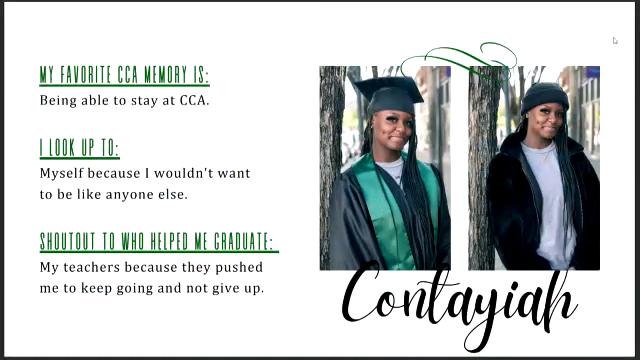 MY FAVORITE CCA MEMORY IS:
Being able to stay at CCA.
I LOOK UP TO:
Myself because I wouldn't want
to be like anyone else.
SHOUTOUT TO WHO HELPED ME GRADUATE:
My teachers because they pushed
me to keep going and not give up.
Contayiah